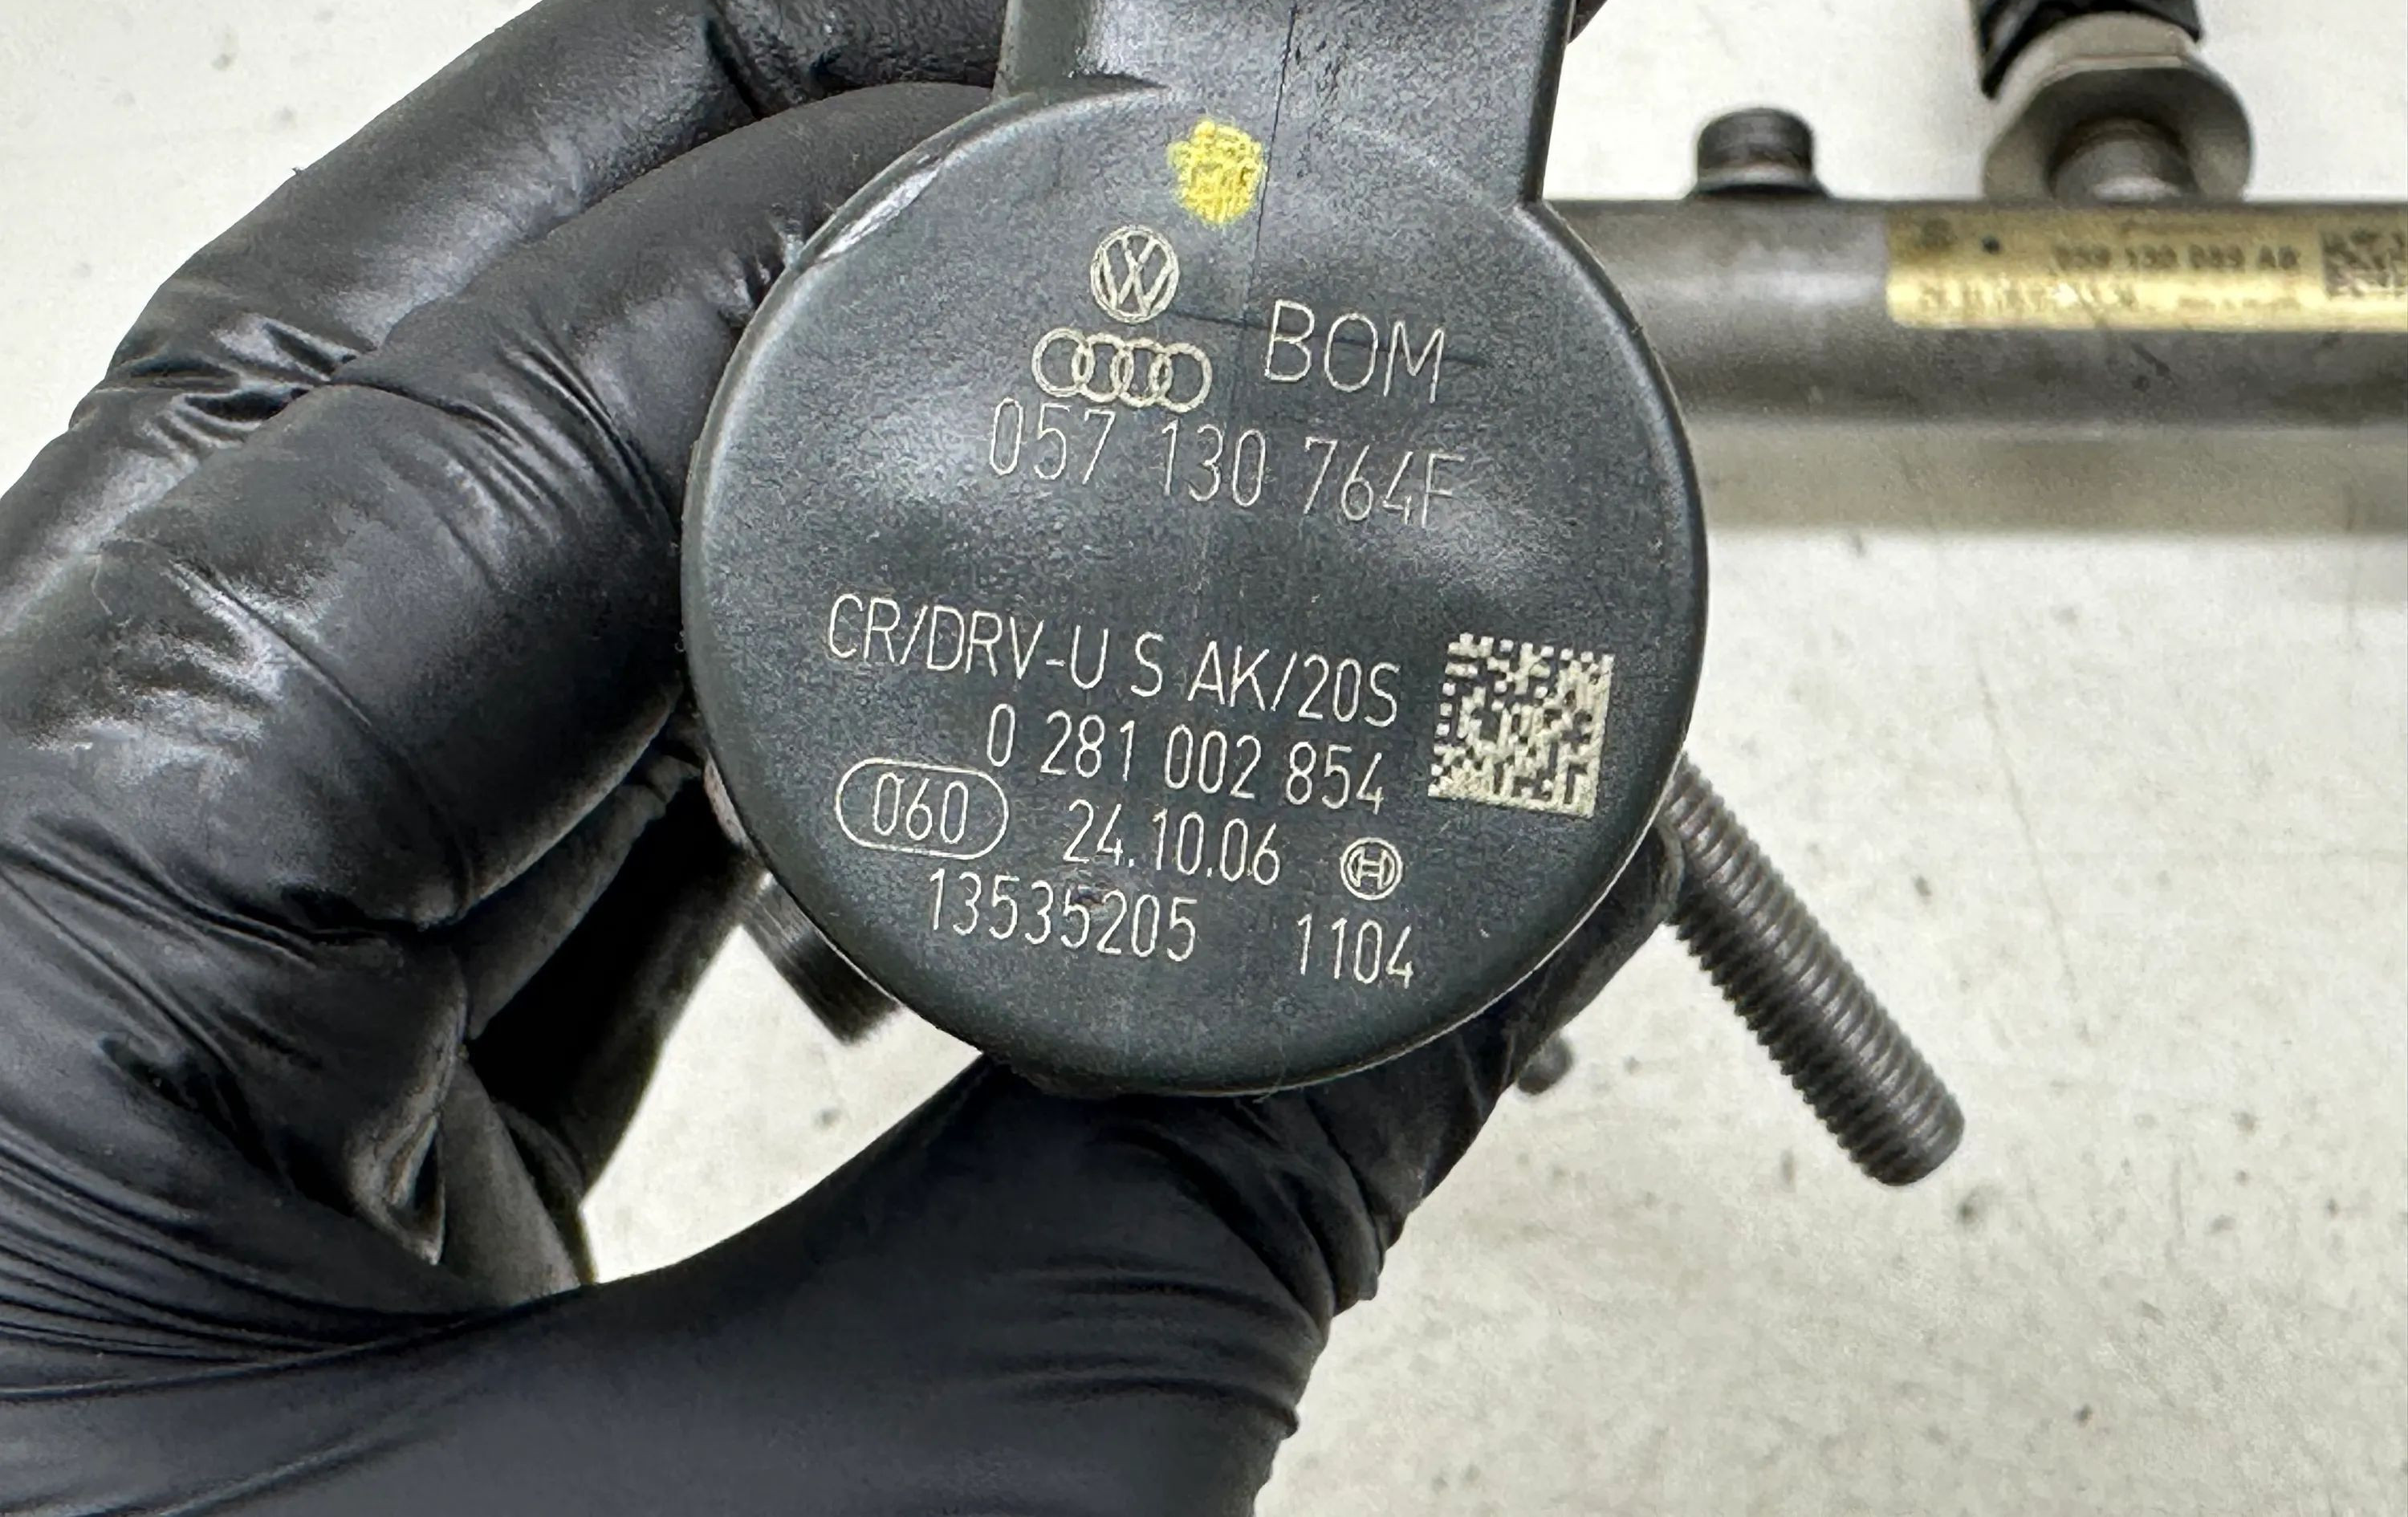 BOM
057 130 764F
CR/DRV-U S AK/20S
0 281 002 854
060 24.10.06
13535205 1104